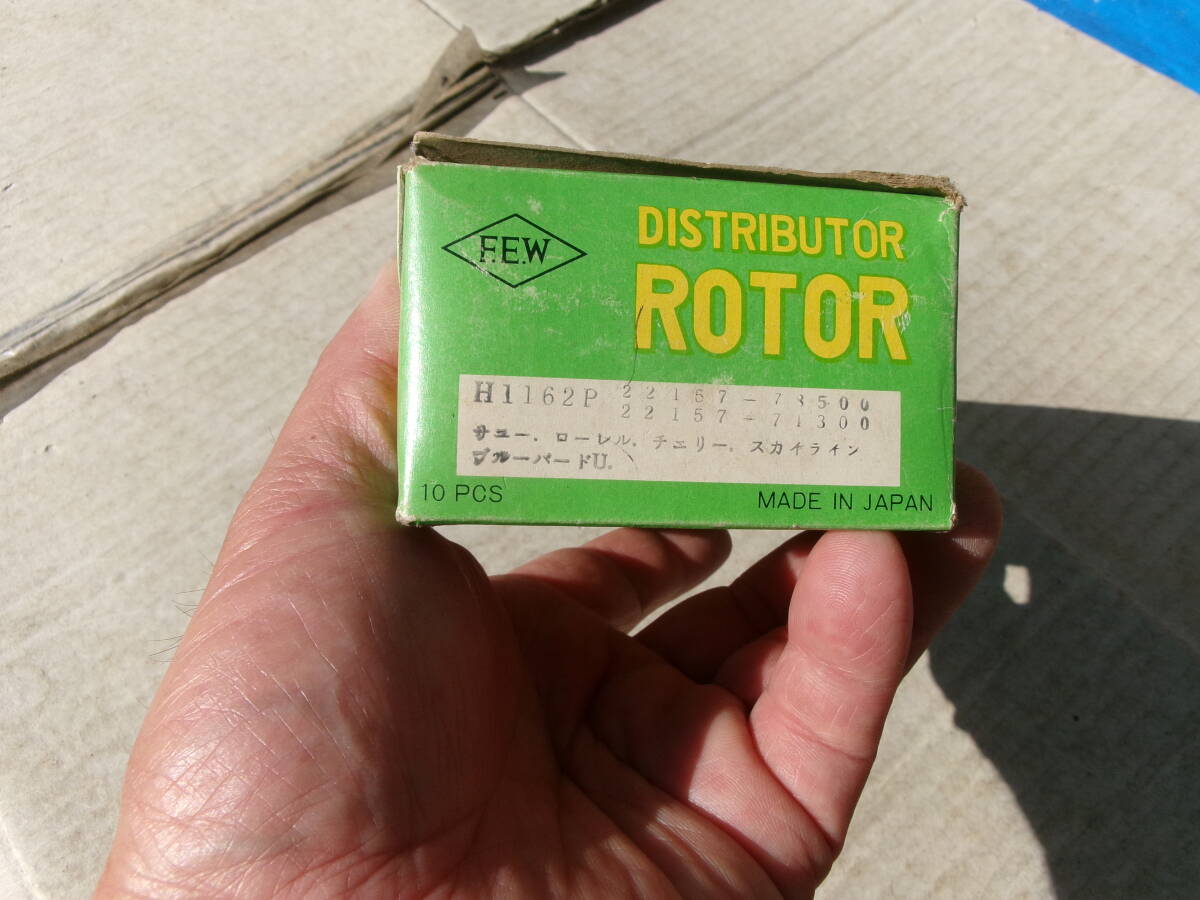 F.E.W
DISTRIBUTOR
ROTOR
H1162P 22157-78500
22157-71300
サニー. ローレル. チェリー. スカイライン
ブルーバードU.
10 PCS
MADE IN JAPAN